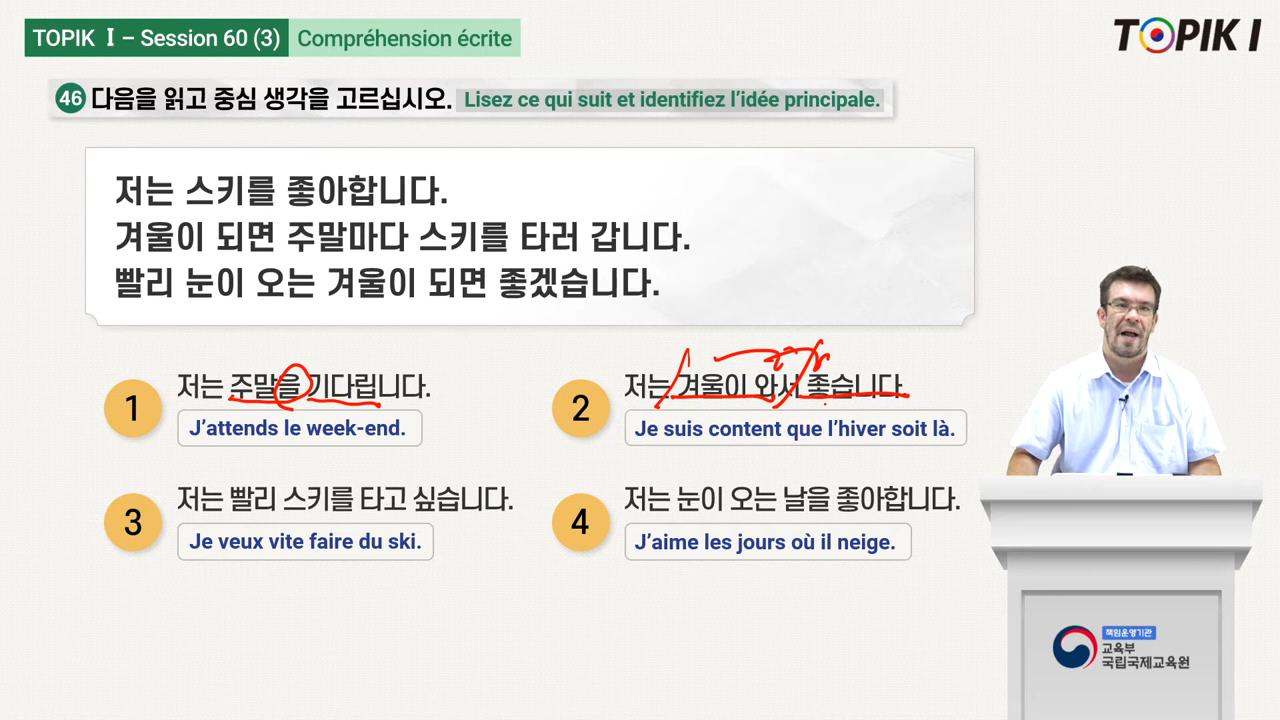 TOPIK I – Session 60 (3) Compréhension écrite
TOPIK I
46 다음을 읽고 중심 생각을 고르십시오. Lisez ce qui suit et identifiez l’idée principale.
저는 스키를 좋아합니다.
겨울이 되면 주말마다 스키를 타러 갑니다.
빨리 눈이 오는 겨울이 되면 좋겠습니다.
1 저는 주말을 기다립니다.
J’attends le week-end.
2 저는 겨울이 와서 좋습니다.
Je suis content que l’hiver soit là.
3 저는 빨리 스키를 타고 싶습니다.
Je veux vite faire du ski.
4 저는 눈이 오는 날을 좋아합니다.
J’aime les jours où il neige.
책임운영기관
교육부
국립국제교육원